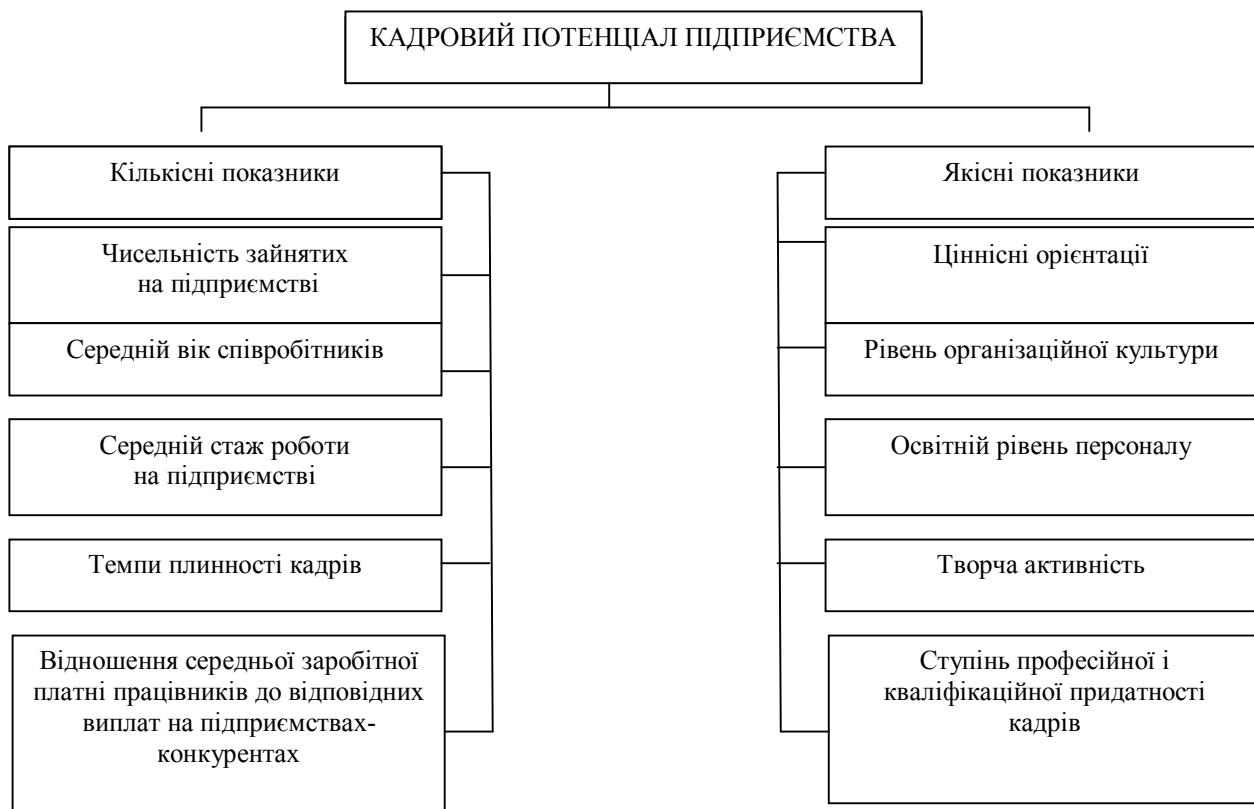 КАДРОВИЙ ПОТЕНЦІАЛ ПІДПРИЄМСТВА
Кількісні показники
Чисельність зайнятих
на підприємстві
Середній вік співробітників
Середній стаж роботи
на підприємстві
Темпи плинності кадрів
Відношення середньої заробітної
платні працівників до відповідних
виплат на підприємствах-
конкурентах
Якісні показники
Ціннісні орієнтації
Рівень організаційної культури
Освітній рівень персоналу
Творча активність
Ступінь професійної і
кваліфікаційної придатності
кадрів